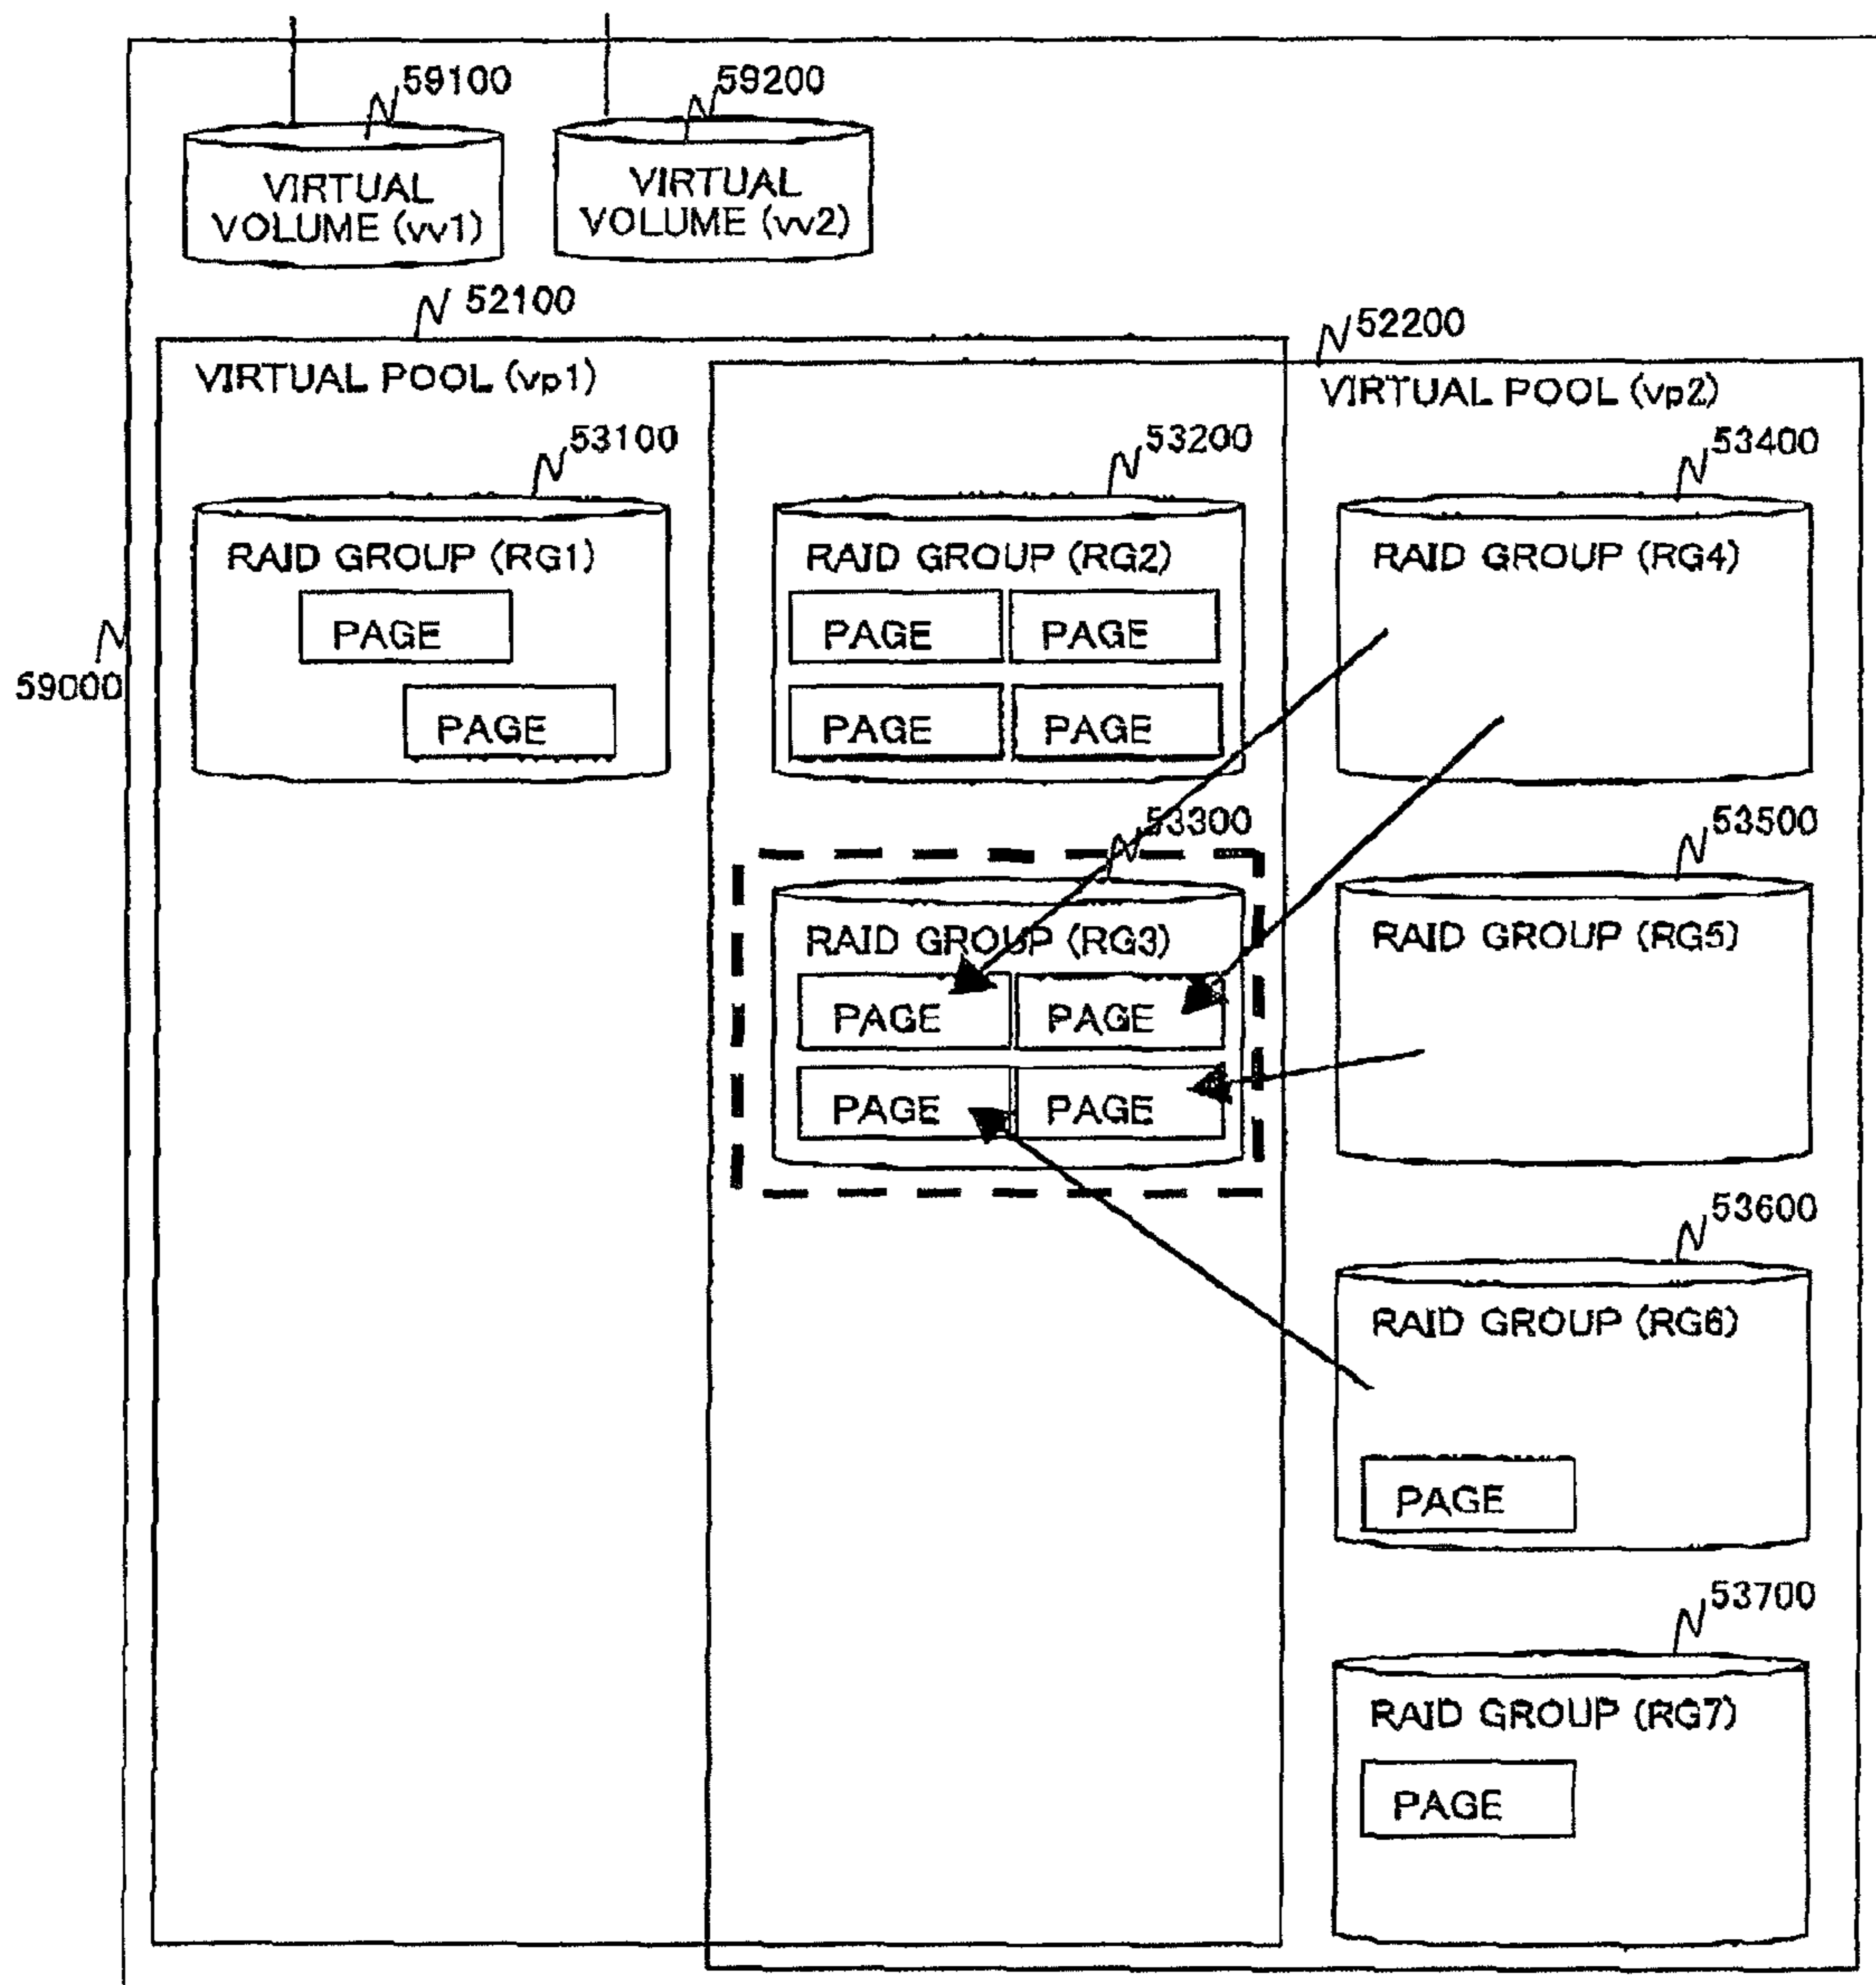 59100
59200
VIRTUAL
VOLUME (vv1)
VIRTUAL
VOLUME (vv2)
52100
52200
VIRTUAL POOL (vp1)
VIRTUAL POOL (vp2)
53100
53200
53400
RAID GROUP (RG1)
RAID GROUP (RG2)
RAID GROUP (RG4)
PAGE
PAGE
PAGE
59000
PAGE
PAGE
PAGE
53300
53500
RAID GROUP (RG3)
RAID GROUP (RG5)
PAGE
PAGE
PAGE
PAGE
53600
RAID GROUP (RG6)
PAGE
53700
RAID GROUP (RG7)
PAGE